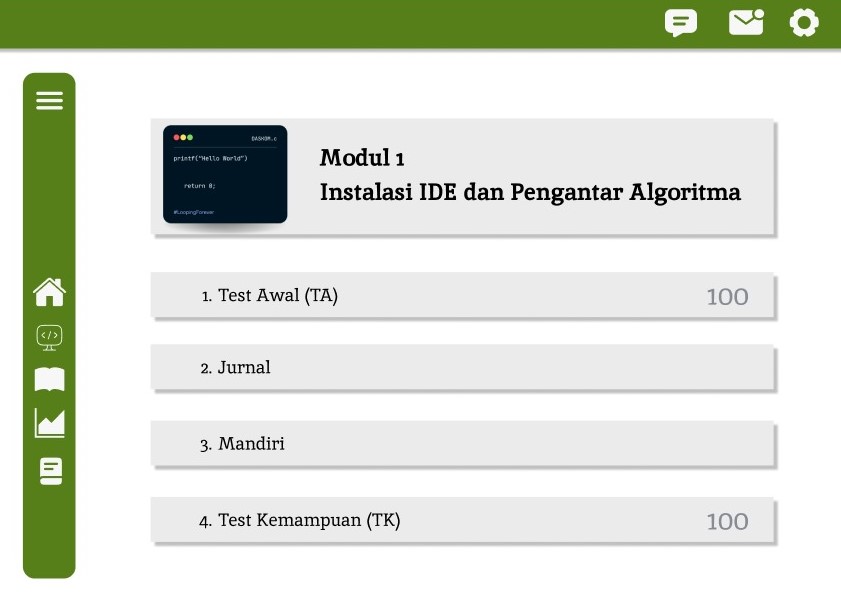 DASHOM.c
printf("Hello World")
return 0;
#LoopingForever
Modul 1
Instalasi IDE dan Pengantar Algoritma
1. Test Awal (TA) 100
2. Jurnal
3. Mandiri
4. Test Kemampuan (TK) 100